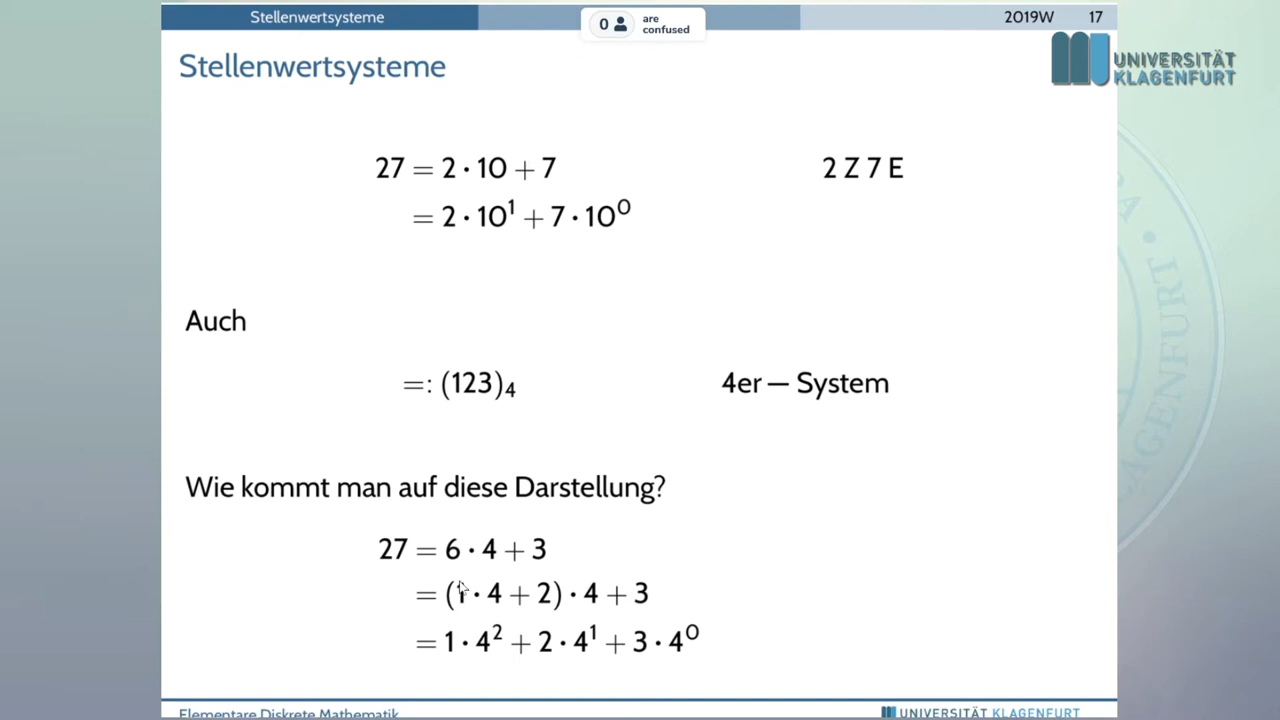 Stellenwertsysteme
0 are confused
2019W 17
UNIVERSITÄT
KLAGENFURT
Stellenwertsysteme
27 = 2 · 10 + 7 2 Z 7 E
= 2 · 10¹ + 7 · 10⁰
Auch
=: (123)₄ 4er — System
Wie kommt man auf diese Darstellung?
27 = 6 · 4 + 3
= (1 · 4 + 2) · 4 + 3
= 1 · 4² + 2 · 4¹ + 3 · 4⁰
Elementare Diskrete Mathematik
UNIVERSITÄT KLAGENFURT
KLAGENFURT